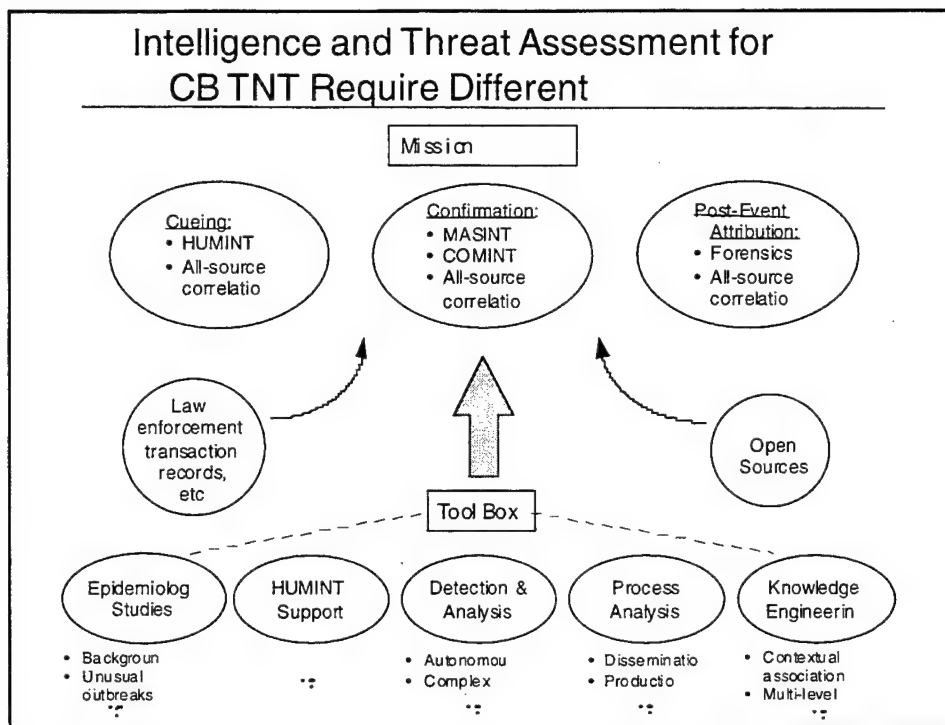 Intelligence and Threat Assessment for
CB TNT Require Different
Mission
Cueing:
• HUMINT
• All-source
correlatio
Confirmation:
• MASINT
• COMINT
• All-source
correlatio
Post-Event
Attribution:
• Forensics
• All-source
correlatio
Law
enforcement
transaction
records,
etc
Open
Sources
Tool Box
Epidemiolog
Studies
HUMINT
Support
Detection &
Analysis
Process
Analysis
Knowledge
Engineerin
• Backgroun
• Unusual
outbreaks
• Autonomou
• Complex
• Disseminatio
• Productio
• Contextual
association
• Multi-level